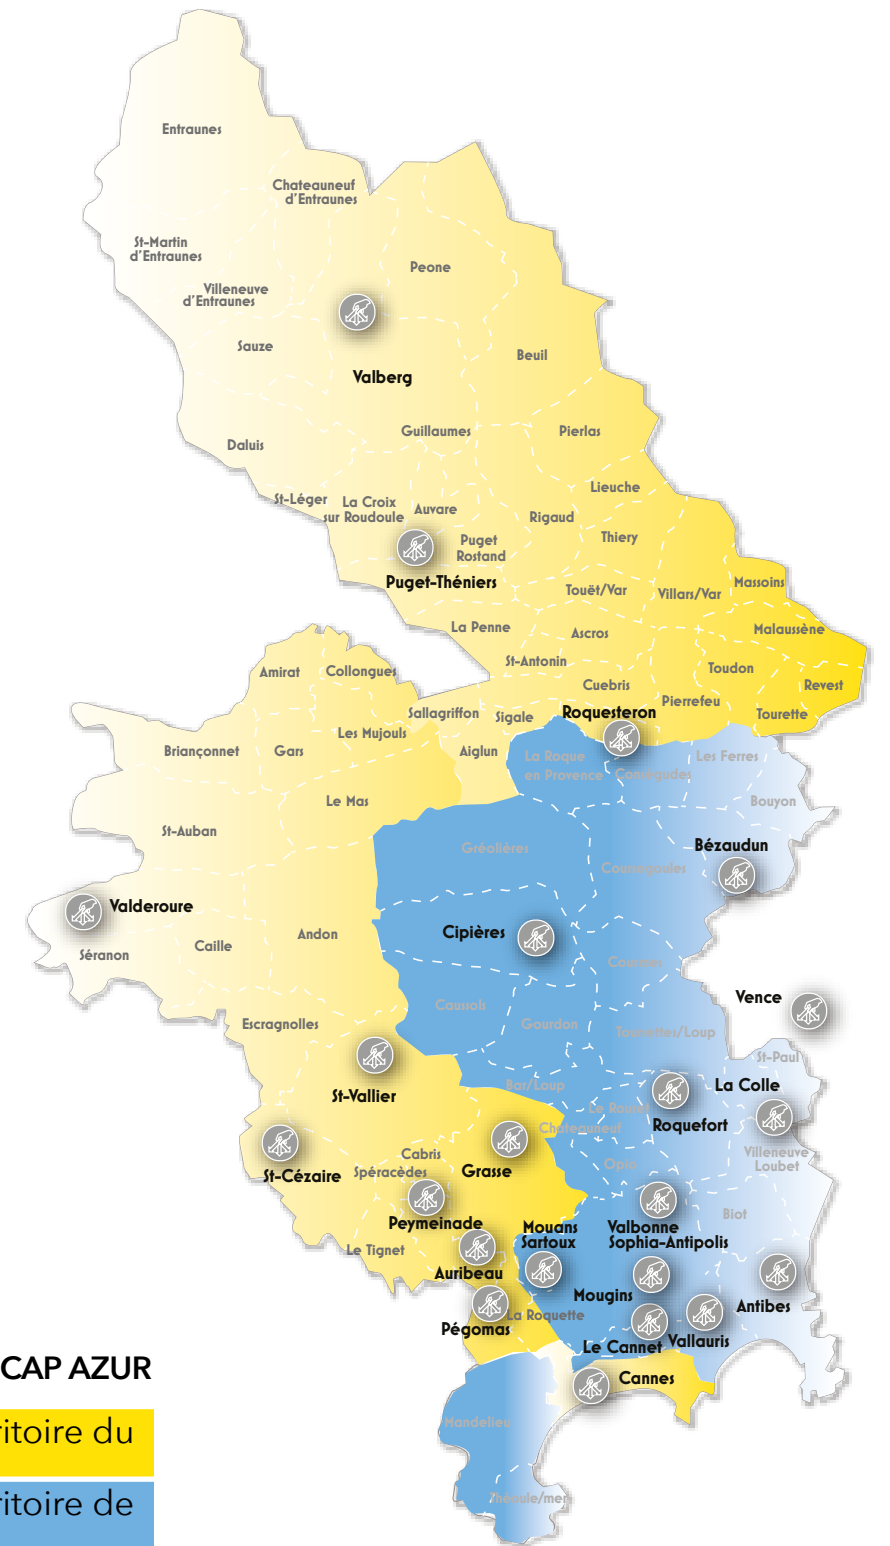 Entraunes
Chateauneuf
d'Entraunes
St-Martin
d'Entraunes
Villeneuve
d'Entraunes
Peone
Sauze
Beuil
Valberg
Guillaumes
Pierlas
Daluis
St-Léger
La Croix
sur Roudoule
Auvare
Lieuche
Rigaud
Thiery
Puget
Rostand
Puget-Théniers
Touët/Var
Villars/Var
Massoins
La Penne
Ascros
Malaussène
St-Antonin
Toudon
Amirat
Collongues
Cuebris
Revest
Pierrefeu
Sallagriffon
Sigale
Roquesteron
Tourette
Les Mujouls
Briançonnet
Gars
Aiglun
La Roque
en Provence
Conségudes
Les Ferres
Le Mas
Bouyon
St-Auban
Gréolières
Bézaudun
Coursegoules
Valderoure
Cipières
Andon
Caille
Séranon
Vence
Caussols
Gourdon
Escragnolles
Tourrettes/Loup
St-Paul
St-Vallier
Bar/Loup
La Colle
Le Rouret
Roquefort
Chateauneuf
Cabris
Spéracèdes
St-Cézaire
Grasse
Opio
Villeneuve
Loubet
Peymeinade
Mouans
Sartoux
Valbonne
Sophia-Antipolis
Biot
Le Tignet
Auribeau
Mougins
Antibes
Pégomas
La Roquette
Le Cannet
Vallauris
Cannes
Mandelieu
Théoule/mer
CAP AZUR
ritoire du
ritoire de